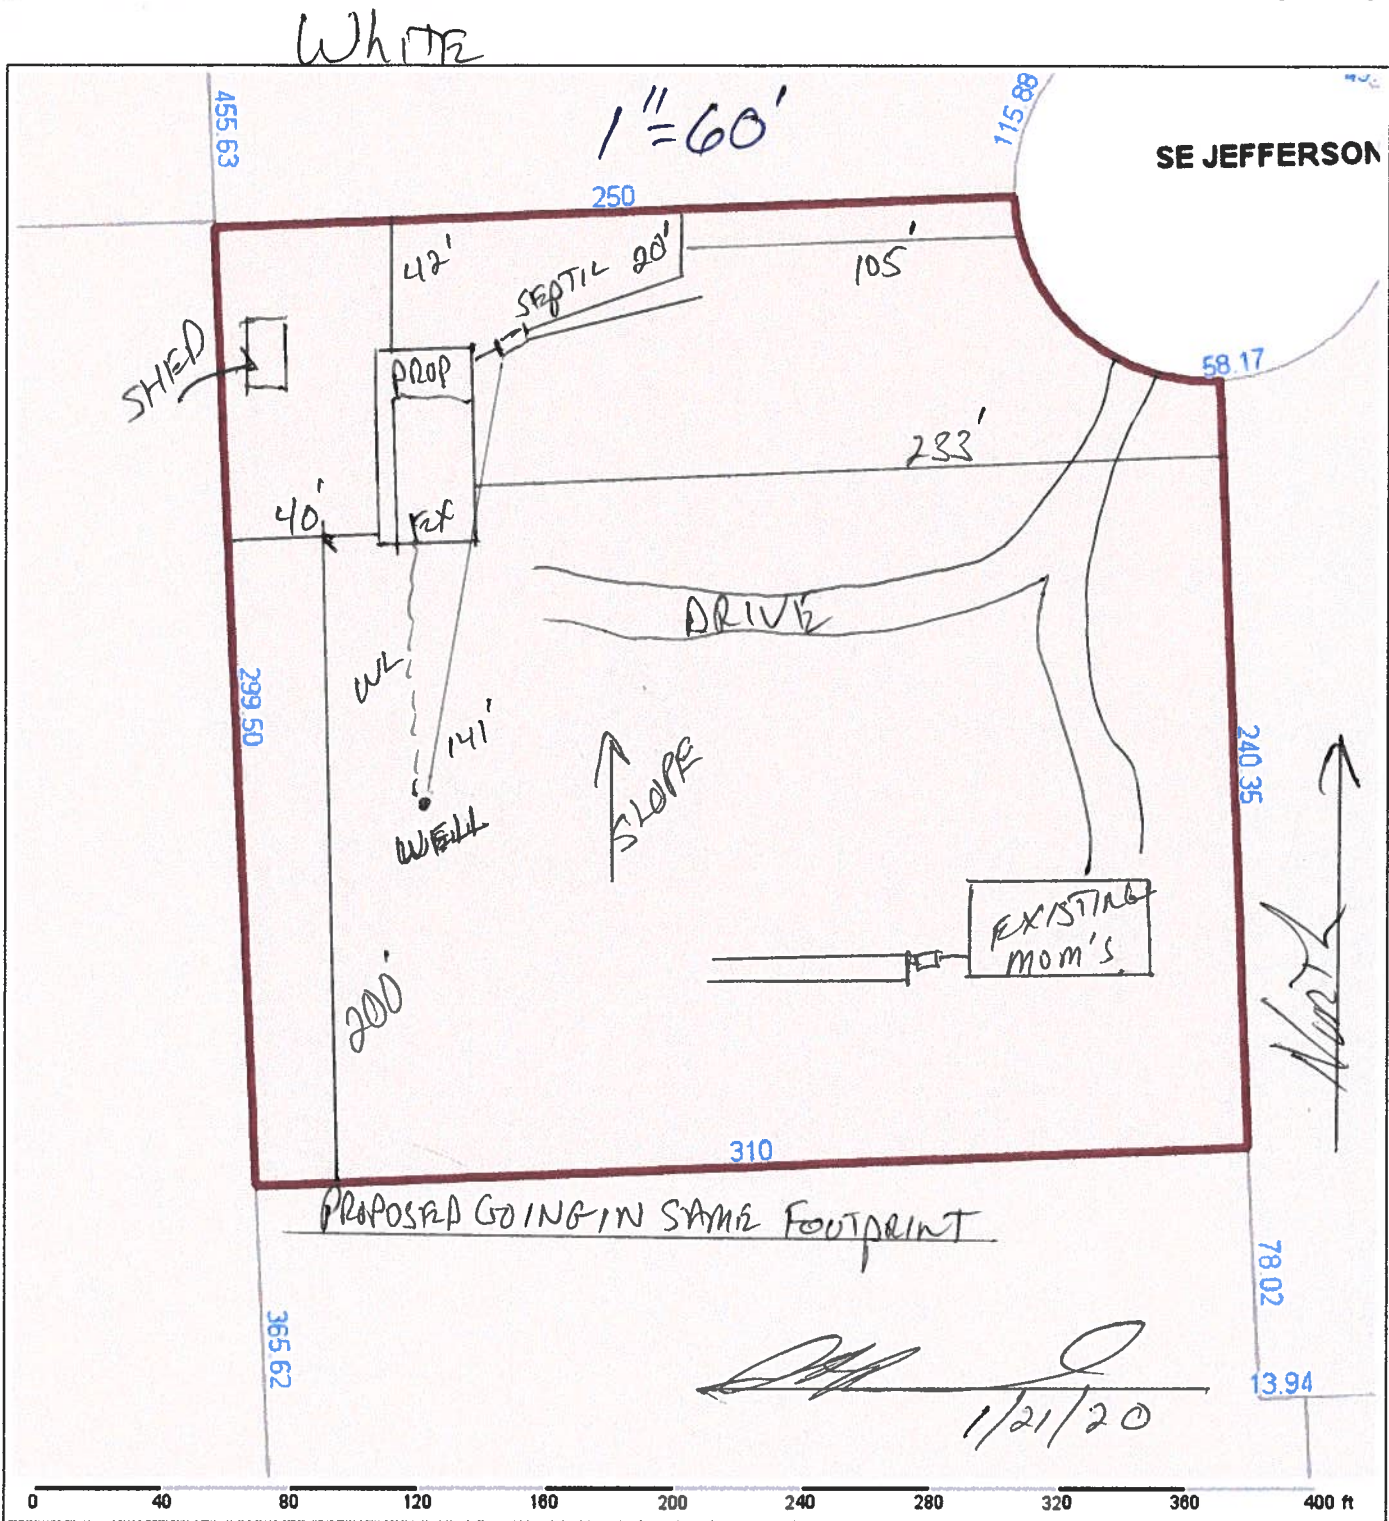 WhITE
1"=60'
455.63
250
115.88
SE JEFFERSON
42'
SEPTIC
20'
105'
58.17
SHED
PROP
233'
40'
EX
DRIVE
WL
141'
299.50
SLOPE
240.35
WELL
EXISTING
MOM'S
200'
NORTH
310
PROPOSED GOING IN SAME FOOTPRINT
78.02
365.62
13.94
1/21/20
0 40 80 120 160 200 240 280 320 360 400 ft